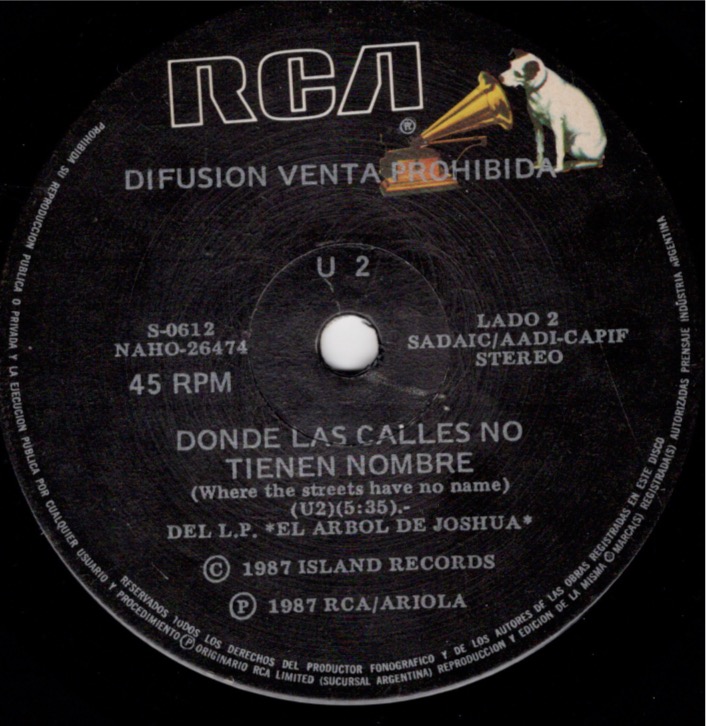 RCA
®
DIFUSION VENTA PROHIBIDA
U 2
S-0612
NAHO-26474
45 RPM
LADO 2
SADAIC/AADI-CAPIF
STEREO
DONDE LAS CALLES NO
TIENEN NOMBRE
(Where the streets have no name)
(U2)(5:35).-
DEL L.P. *EL ARBOL DE JOSHUA*
© 1987 ISLAND RECORDS
Ⓟ 1987 RCA/ARIOLA
PROHIBIDA SU REPRODUCCION PUBLICA O PRIVADA Y LA EJECUCION PUBLICA POR CUALQUIER USUARIO Y PROCEDIMIENTO Ⓟ ORIGINARIO RCA LIMITED (SUCURSAL ARGENTINA) REPRODUCCION Y EDICION DE LA MISMA © MARCA(S) REGISTRADA(S) AUTORIZADAS PRENSAJE INDUSTRIA ARGENTINA
RESERVADOS TODOS LOS DERECHOS DEL PRODUCTOR FONOGRAFICO Y DE LOS AUTORES DE LAS OBRAS REGISTRADAS EN ESTE DISCO